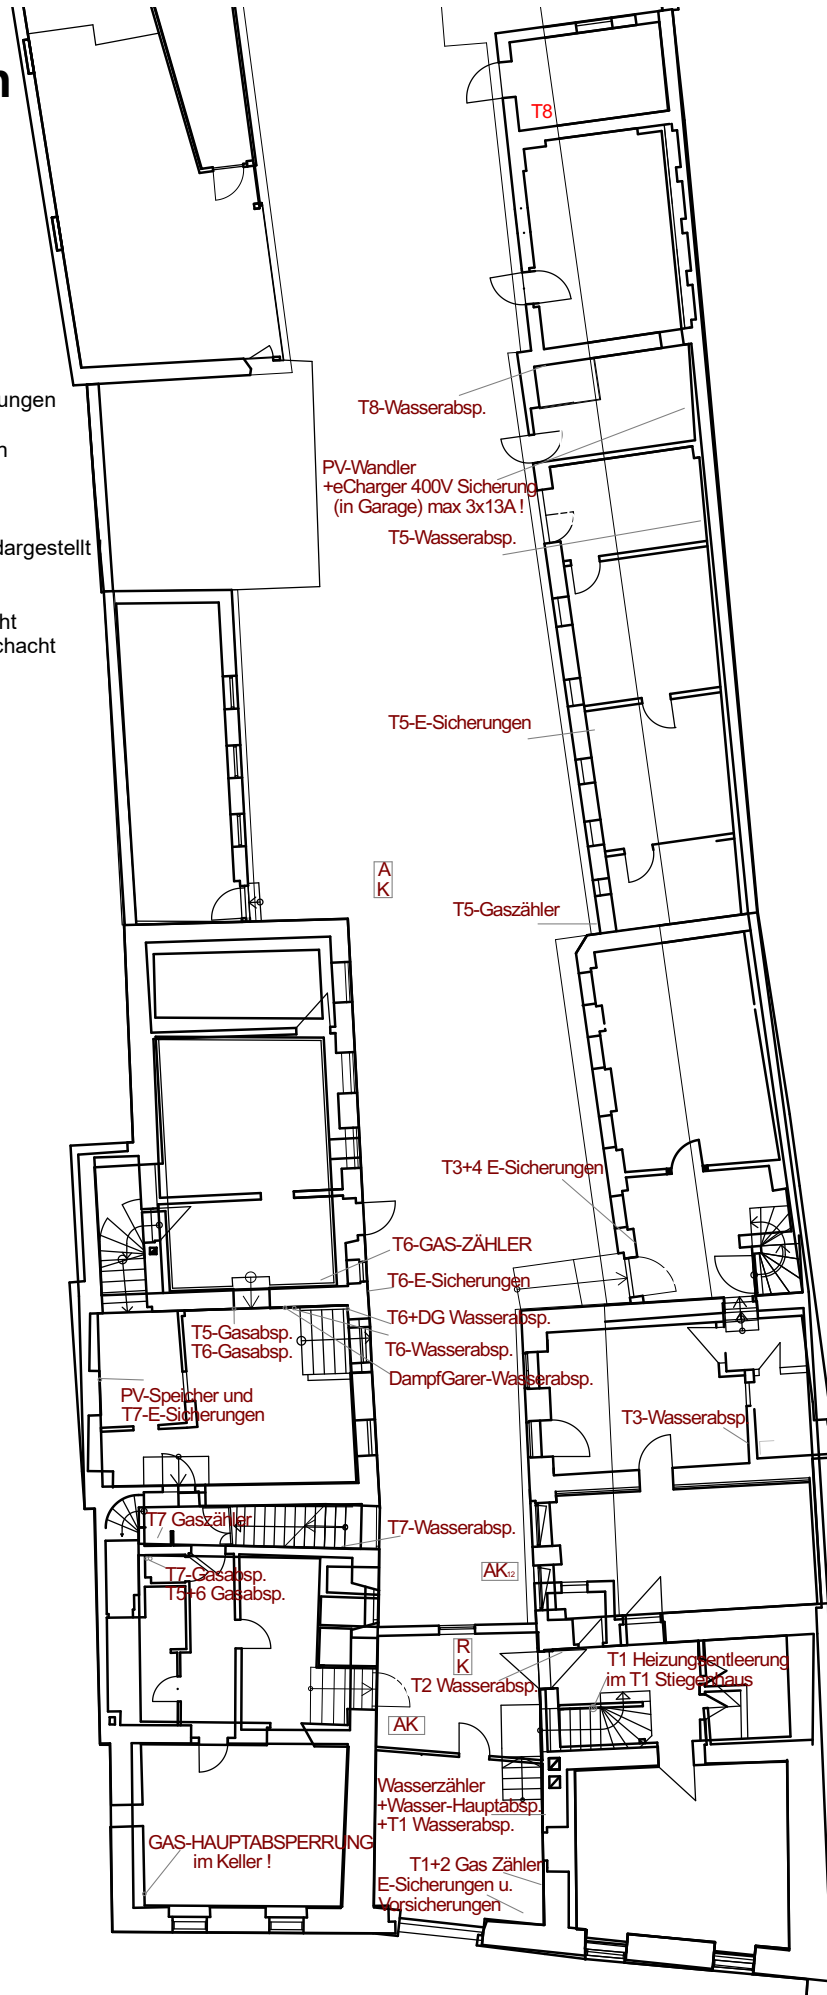 n
T8
ungen
T8-Wasserabsp.
n
PV-Wandler
+eCharger 400V Sicherung
(in Garage) max 3x13A !
T5-Wasserabsp.
dargestellt
ht
chacht
T5-E-Sicherungen
A
K
T5-Gaszähler
T3+4 E-Sicherungen
T6-GAS-ZÄHLER
T6-E-Sicherungen
T6+DG Wasserabsp.
T5-Gasabsp.
T6-Gasabsp.
T6-Wasserabsp.
DampfGarer-Wasserabsp.
PV-Speicher und
T7-E-Sicherungen
T3-Wasserabsp
T7 Gaszähler
T7-Wasserabsp.
T7-Gasabsp.
T5+6 Gasabsp.
AK12
R
K
T1 Heizungsentleerung
im T1 Stiegenhaus
T2 Wasserabsp.
AK
Wasserzähler
+Wasser-Hauptabsp.
+T1 Wasserabsp.
GAS-HAUPTABSPERRUNG
im Keller !
T1+2 Gas Zähler
E-Sicherungen u.
Vorsicherungen